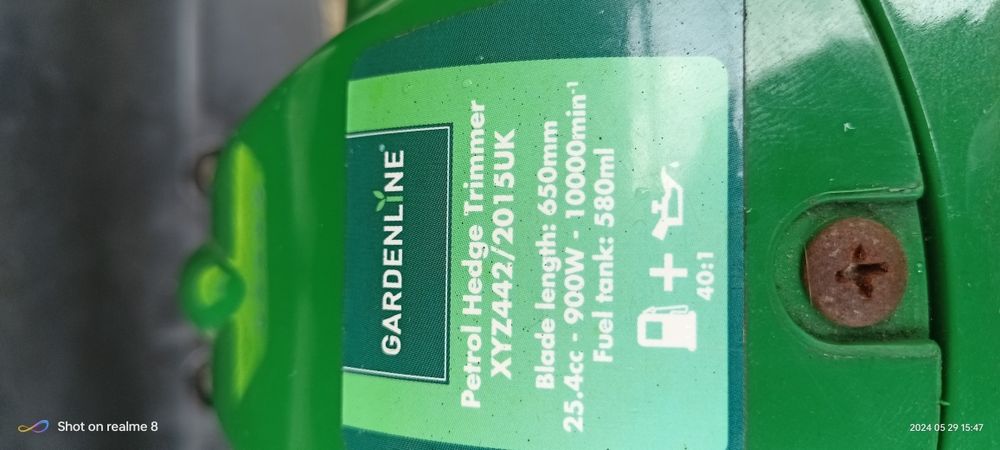 GARDENLINE®
Petrol Hedge Trimmer
XYZ442/2015UK
Blade length: 650mm
25.4cc - 900W - 10000min⁻¹
Fuel tank: 580ml
+
40:1
Shot on realme 8
2024 05 29 15:47